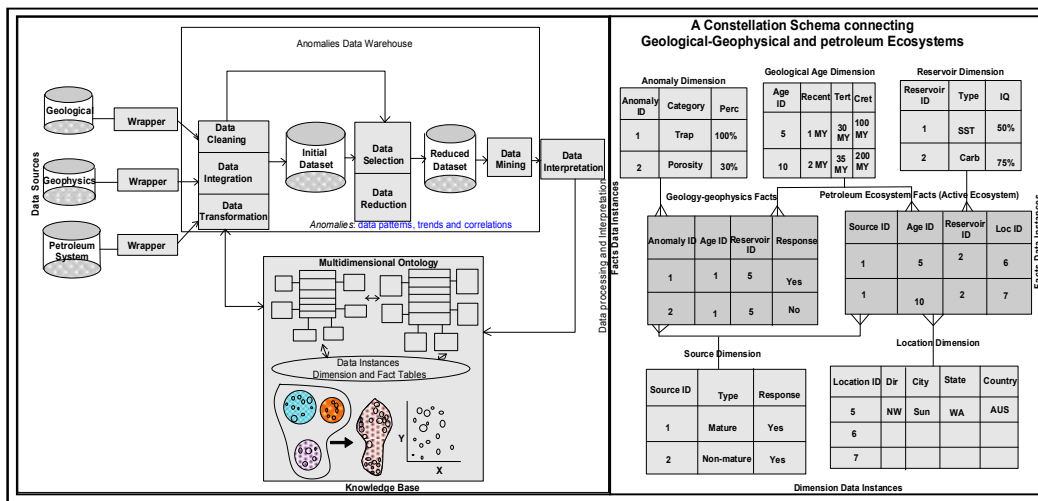 Anomalies Data Warehouse
Data Sources
Geological
Geophysics
Petroleum
System
Wrapper
Wrapper
Wrapper
Data
Cleaning
Data
Integration
Data
Transformation
Initial
Dataset
Data
Selection
Data
Reduction
Reduced
Dataset
Data
Mining
Data
Interpretation
Anomalies: data patterns, trends and correlations
Multidimensional Ontology
Data Instances
Dimension and Fact Tables
Y
X
Knowledge Base
Data processing and Interpretation
A Constellation Schema connecting
Geological-Geophysical and petroleum Ecosystems
Anomaly Dimension
Anomaly ID Category Perc
1 Trap 100%
2 Porosity 30%
Geological Age Dimension
Age ID Recent Tert Cret
5 1 MY 30 MY 100 MY
10 2 MY 35 MY 200 MY
Reservoir Dimension
Reservoir ID Type IQ
1 SST 50%
2 Carb 75%
Facts Data Instances
Geology-geophysics Facts
Anomaly ID Age ID Reservoir ID Response
1 1 5 Yes
2 1 5 No
Petroleum Ecosystem Facts (Active Ecosystem)
Source ID Age ID Reservoir ID Loc ID
1 5 2 6
1 10 2 7
Facts Data Instances
Source Dimension
Source ID Type Response
1 Mature Yes
2 Non-mature Yes
Location Dimension
Location ID Dir City State Country
5 NW Sun WA AUS
6
7
Dimension Data Instances